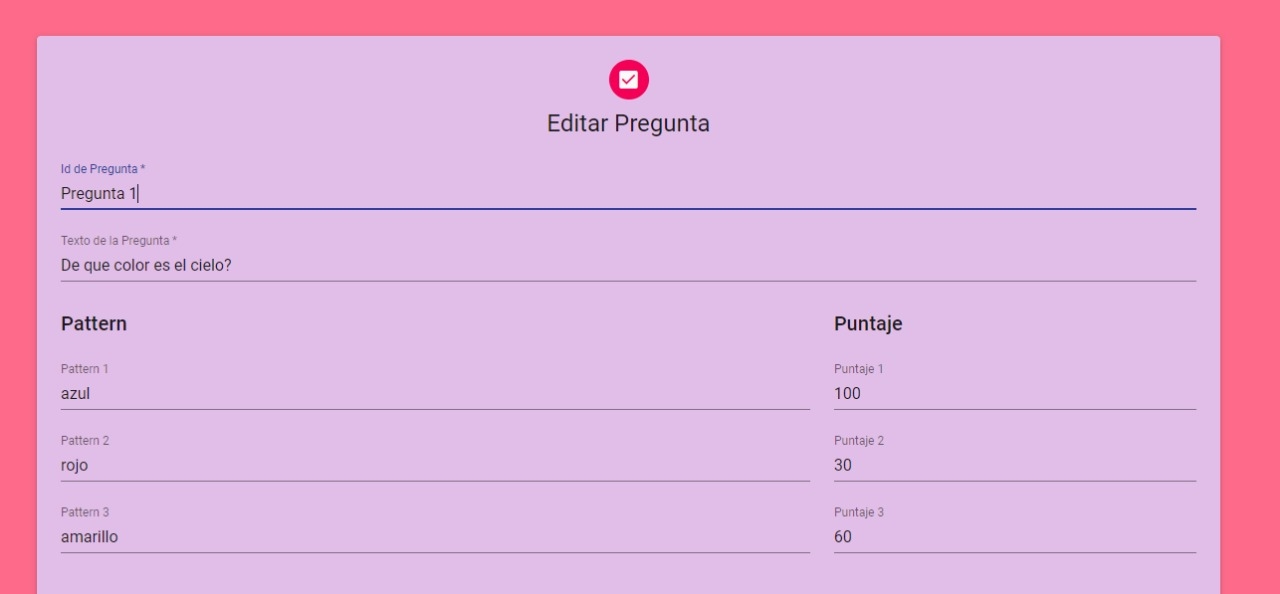 Editar Pregunta
Id de Pregunta *
Pregunta 1
Texto de la Pregunta *
De que color es el cielo?
Pattern Puntaje
Pattern 1 Puntaje 1
azul 100
Pattern 2 Puntaje 2
rojo 30
Pattern 3 Puntaje 3
amarillo 60